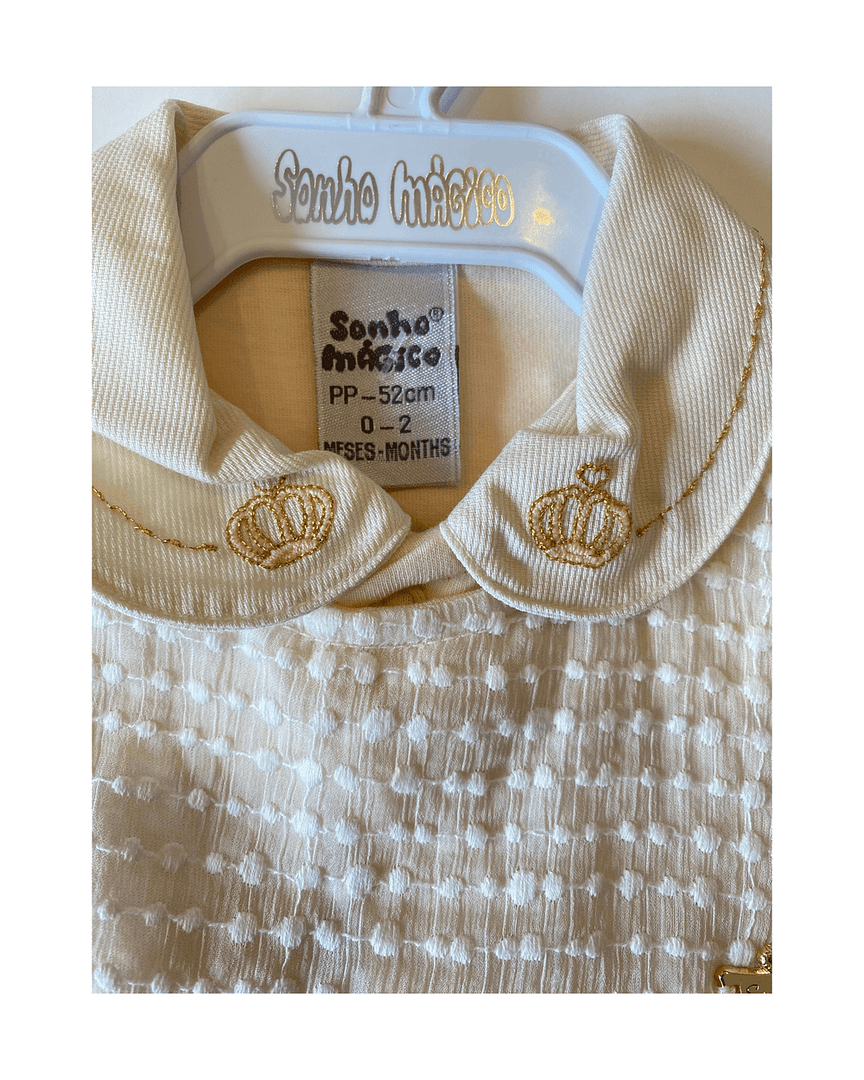 Sonho Mágico
Sonho®
mágico
PP-52cm
0-2
MESES-MONTHS